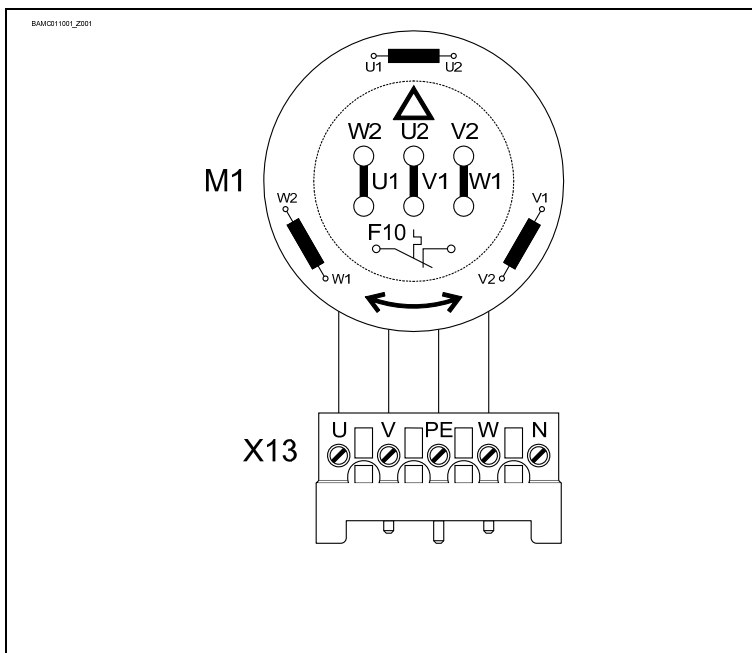 BAMC011001_Z001
U1 U2
W2 U2 V2
M1
U1 V1 W1
W2 V1
F10
W1 V2
U V PE W N
X13